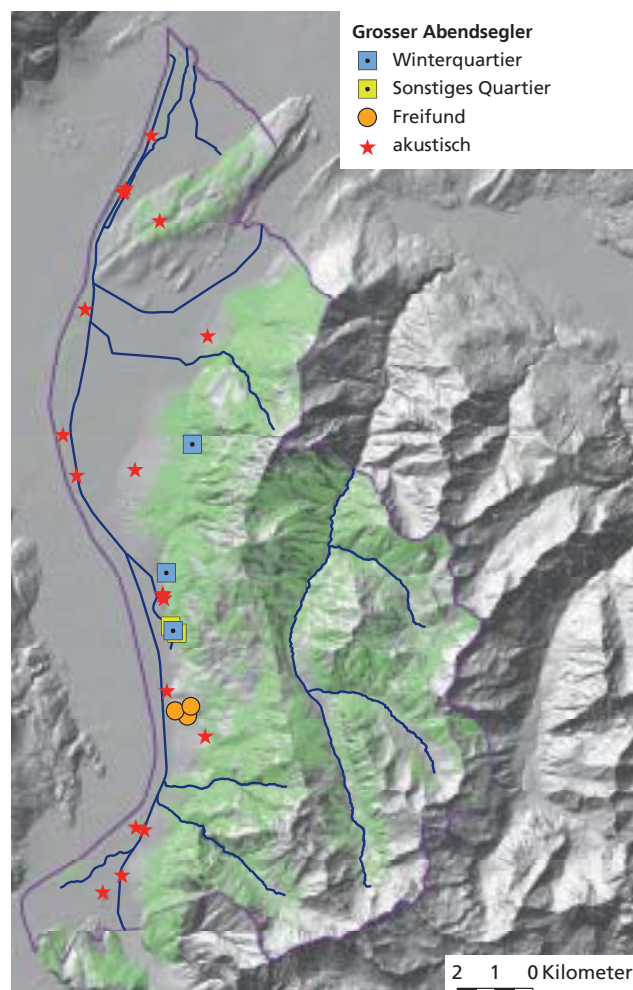 Grosser Abendsegler
Winterquartier
Sonstiges Quartier
Freifund
akustisch
2 1 0 Kilometer